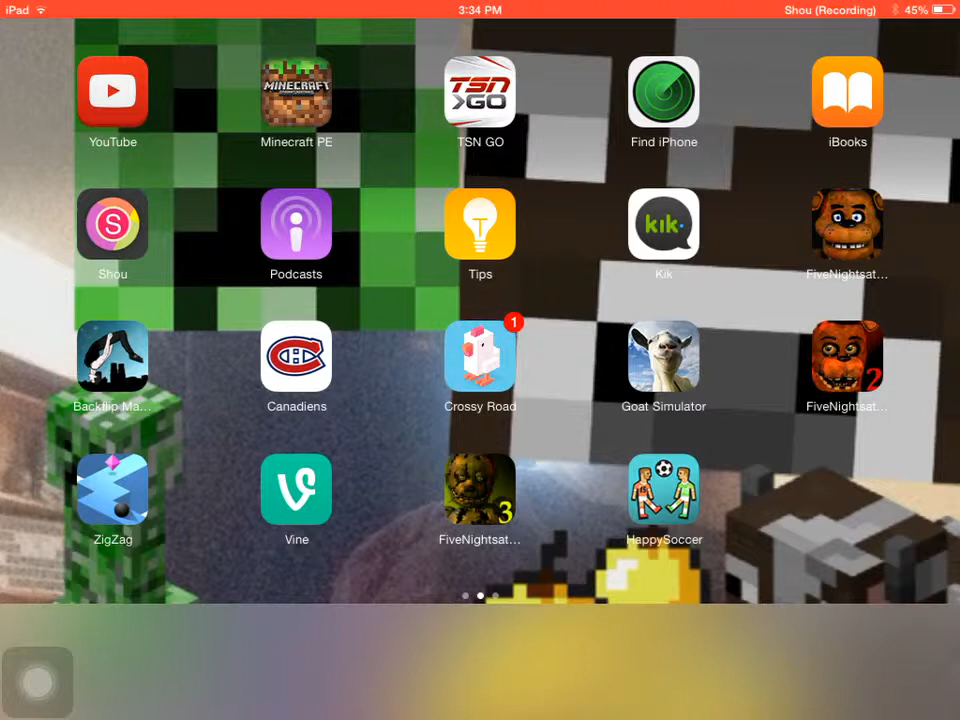 iPad 3:34 PM Shou (Recording) 45%
MINECRAFT
TSN
>GO
YouTube Minecraft PE TSN GO Find iPhone iBooks
S T kik.
Shou Podcasts Tips Kik FiveNightsat...
1
C 2
Backflip Ma... Canadiens Crossy Road Goat Simulator FiveNightsat...
3
ZigZag Vine FiveNightsat... HappySoccer